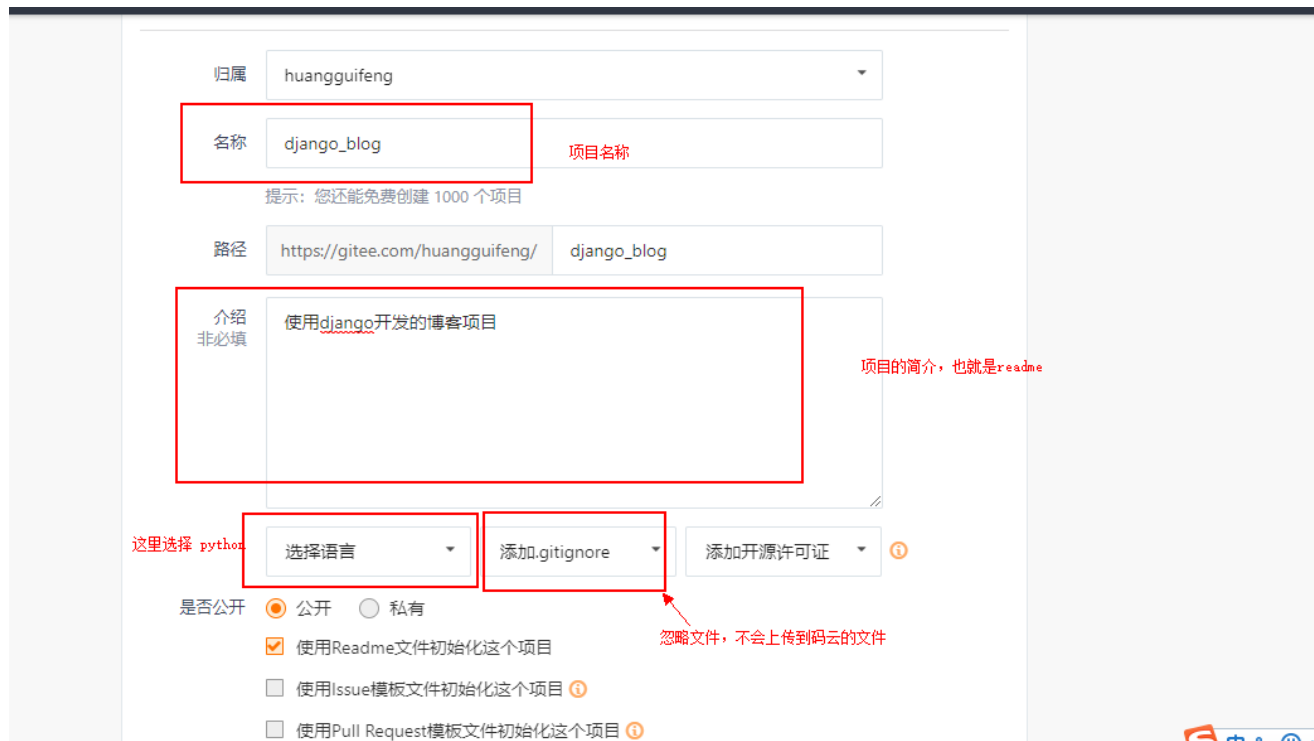 归属 huangguifeng
名称 django_blog 项目名称
提示：您还能免费创建 1000 个项目
路径 https://gitee.com/huangguifeng/ django_blog
介绍 使用django开发的博客项目
非必填
项目的简介，也就是readme
这里选择 python 选择语言 添加.gitignore 添加开源许可证
是否公开 公开 私有
忽略文件，不会上传到码云的文件
使用Readme文件初始化这个项目
使用Issue模板文件初始化这个项目
使用Pull Request模板文件初始化这个项目